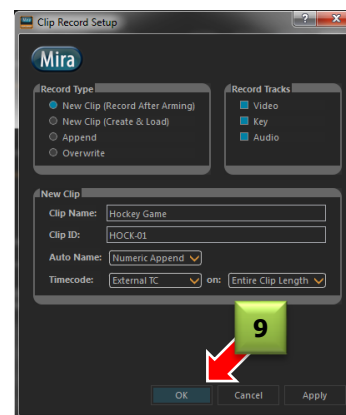 Clip Record Setup
Mira
Record Type
New Clip (Record After Arming)
New Clip (Create & Load)
Append
Overwrite
Record Tracks
Video
Key
Audio
New Clip
Clip Name: Hockey Game
Clip ID: HOCK-01
Auto Name: Numeric Append
Timecode: External TC on: Entire Clip Length
9
OK Cancel Apply